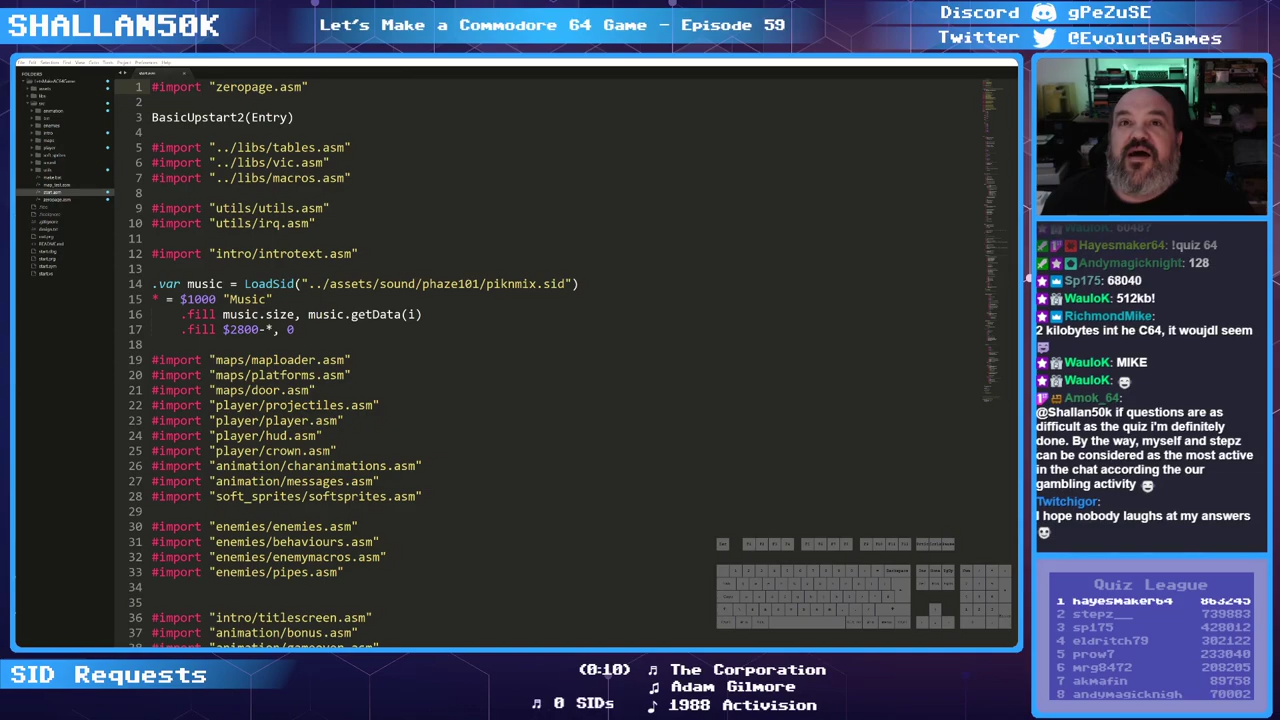 SHALLAN50K
Let's Make a Commodore 64 Game - Episode 59
Discord gPeZuSE
Twitter @EvoluteGames
FOLDERS
start.asm
1 #import "zeropage.asm"
2
3 BasicUpstart2(Entry)
4
5 #import "../libs/tables.asm"
6 #import "../libs/vic.asm"
7 #import "../libs/macros.asm"
8
9 #import "utils/utils.asm"
10 #import "utils/irq.asm"
11
12 #import "intro/introtext.asm"
13
14 .var music = LoadSid("../assets/sound/phaze101/piknmix.sid")
15 * = $1000 "Music"
16 .fill music.size, music.getData(i)
17 .fill $2800-*, 0
18
19 #import "maps/maploader.asm"
20 #import "maps/platforms.asm"
21 #import "maps/door.asm"
22 #import "player/projectiles.asm"
23 #import "player/player.asm"
24 #import "player/hud.asm"
25 #import "player/crown.asm"
26 #import "animation/charanimations.asm"
27 #import "animation/messages.asm"
28 #import "soft_sprites/softsprites.asm"
29
30 #import "enemies/enemies.asm"
31 #import "enemies/behaviours.asm"
32 #import "enemies/enemymacros.asm"
33 #import "enemies/pipes.asm"
34
35
36 #import "intro/titlescreen.asm"
37 #import "animation/bonus.asm"
WauloK: 6048?
Hayesmaker64: !quiz 64
Andymagicknight: 128
Sp175: 68040
WauloK: 512kb!
RichmondMike:
2 kilobytes int he C64, it woujdl seem
WauloK: MIKE
WauloK:
Amok_64:
@Shallan50k if questions are as
difficult as the quiz i'm definitely
done. By the way, myself and stepz
can be considered as the most active
in the chat according the our
gambling activity
Twitchigor:
I hope nobody laughs at my answers
Quiz League
1 hayesmaker64 863245
2 stepz__ 739883
3 sp175 428012
4 eldritch79 302122
5 prow7 233040
6 mrg8472 208205
7 akmafin 89758
8 andymagicknigh 70002
SID Requests
(0:10) The Corporation
Adam Gilmore
0 SIDs 1988 Activision